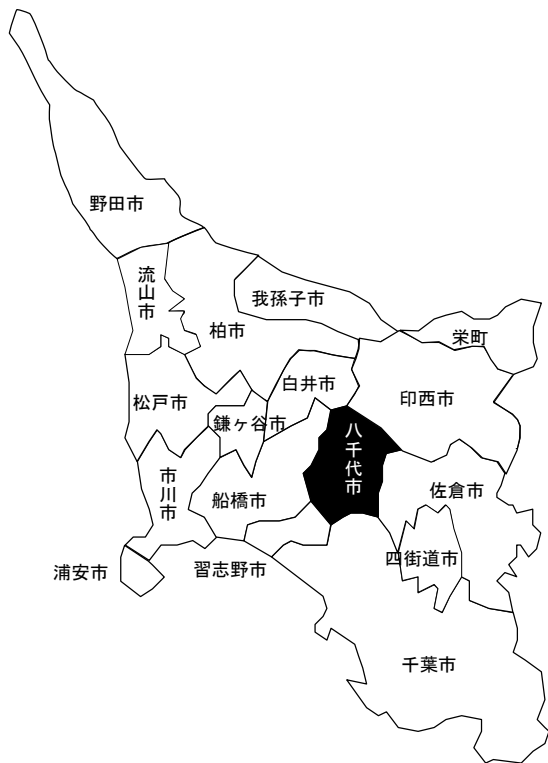 野田市
流山市
我孫子市
柏市
栄町
白井市
印西市
松戸市
鎌ヶ谷市
八千代市
市川市
船橋市
佐倉市
浦安市
習志野市
四街道市
千葉市